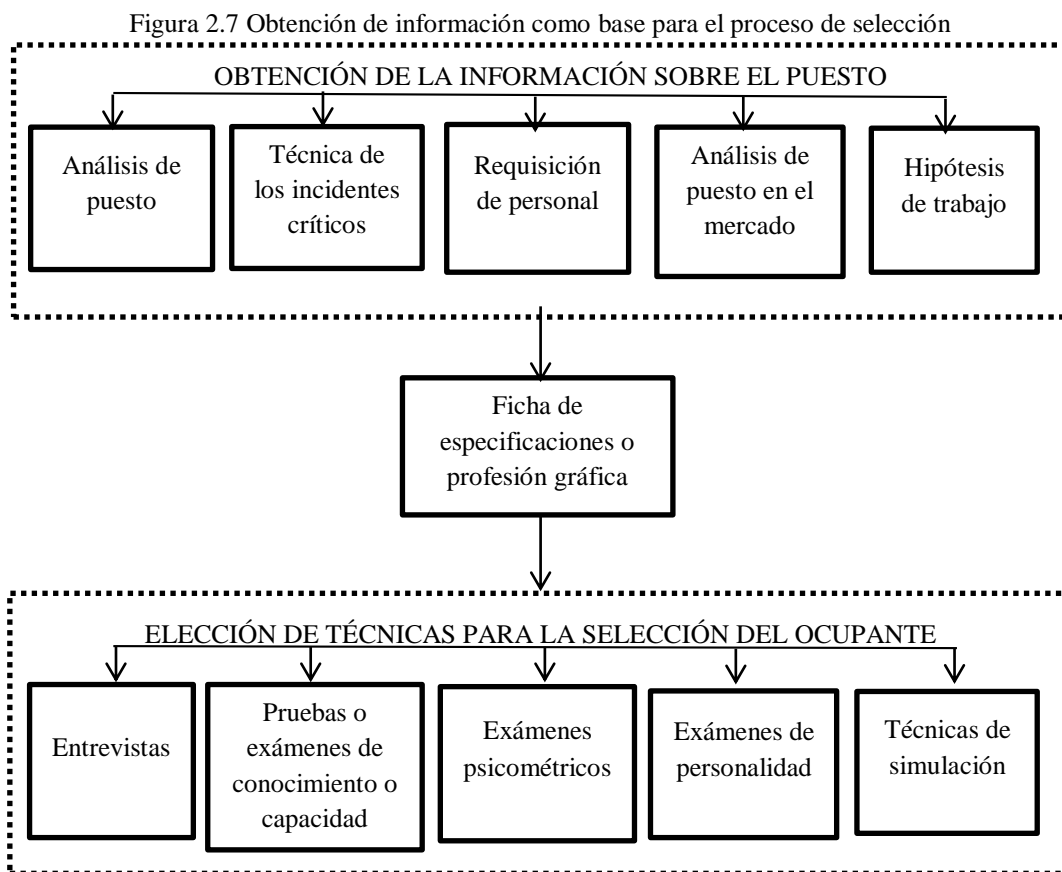 Figura 2.7 Obtención de información como base para el proceso de selección
OBTENCIÓN DE LA INFORMACIÓN SOBRE EL PUESTO
Análisis de
puesto
Técnica de
los incidentes
críticos
Requisición
de personal
Análisis de
puesto en el
mercado
Hipótesis
de trabajo
Ficha de
especificaciones o
profesión gráfica
ELECCIÓN DE TÉCNICAS PARA LA SELECCIÓN DEL OCUPANTE
Entrevistas
Pruebas o
exámenes de
conocimiento o
capacidad
Exámenes
psicométricos
Exámenes de
personalidad
Técnicas de
simulación